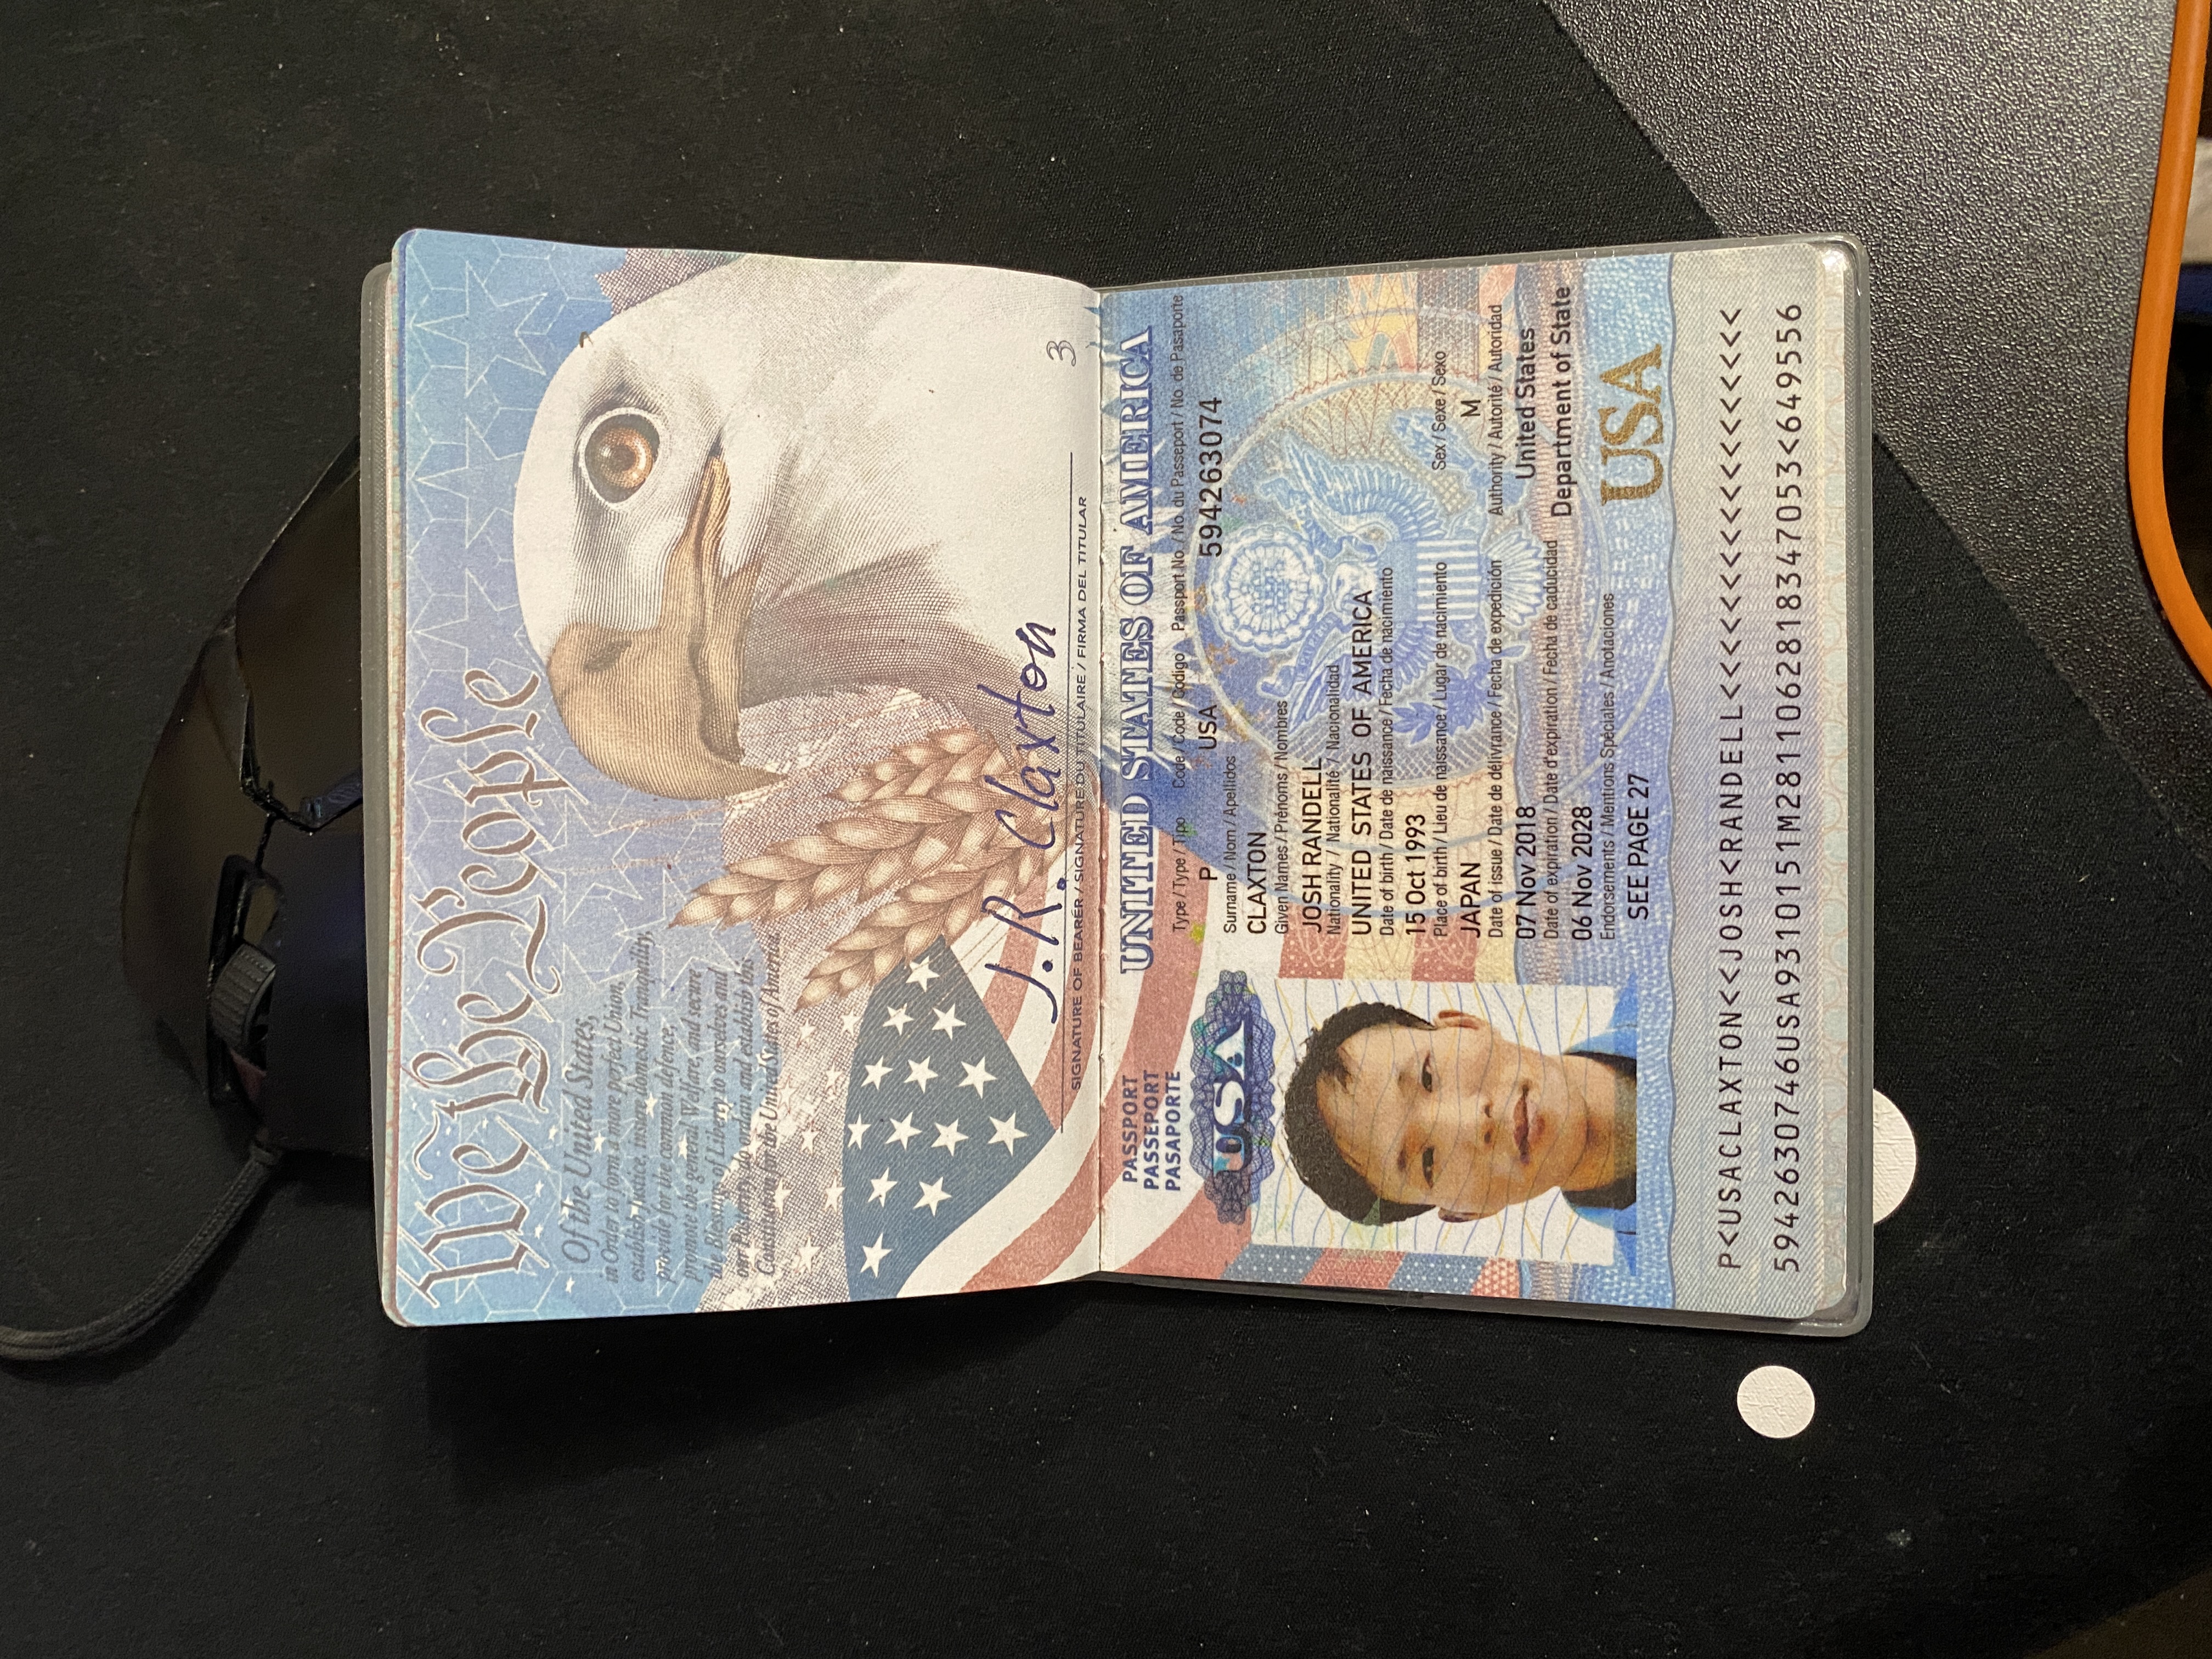 We the People
Of the United States,
in Order to form a more perfect Union,
establish Justice, insure domestic Tranquility,
provide for the common defence,
promote the general Welfare, and secure
the Blessings of Liberty to ourselves and
our Posterity, do ordain and establish this
Constitution for the United States of America.
J.R. Claxton
SIGNATURE OF BEARER / SIGNATURE DU TITULAIRE / FIRMA DEL TITULAR
3
PASSPORT
PASSEPORT
PASAPORTE
USA
UNITED STATES OF AMERICA
Type / Type / Tipo Code / Code / Codigo Passport No. / No. du Passeport / No. de Pasaporte
P USA 594263074
Surname / Nom / Apellidos
CLAXTON
Given Names / Prénoms / Nombres
JOSH RANDELL
Nationality / Nationalité / Nacionalidad
UNITED STATES OF AMERICA
Date of birth / Date de naissance / Fecha de nacimiento
15 Oct 1993
Place of birth / Lieu de naissance / Lugar de nacimiento Sex / Sexe / Sexo
JAPAN M
Date of issue / Date de délivrance / Fecha de expedición Authority / Autorité / Autoridad
07 Nov 2018 United States
Date of expiration / Date d'expiration / Fecha de caducidad Department of State
06 Nov 2028
Endorsements / Mentions Spéciales / Anotaciones
SEE PAGE 27 USA
P<USACLAXTON<<JOSH<RANDELL<<<<<<<<<<<<<<<<<<
5942630746USA9310151M2811062818347053<649556